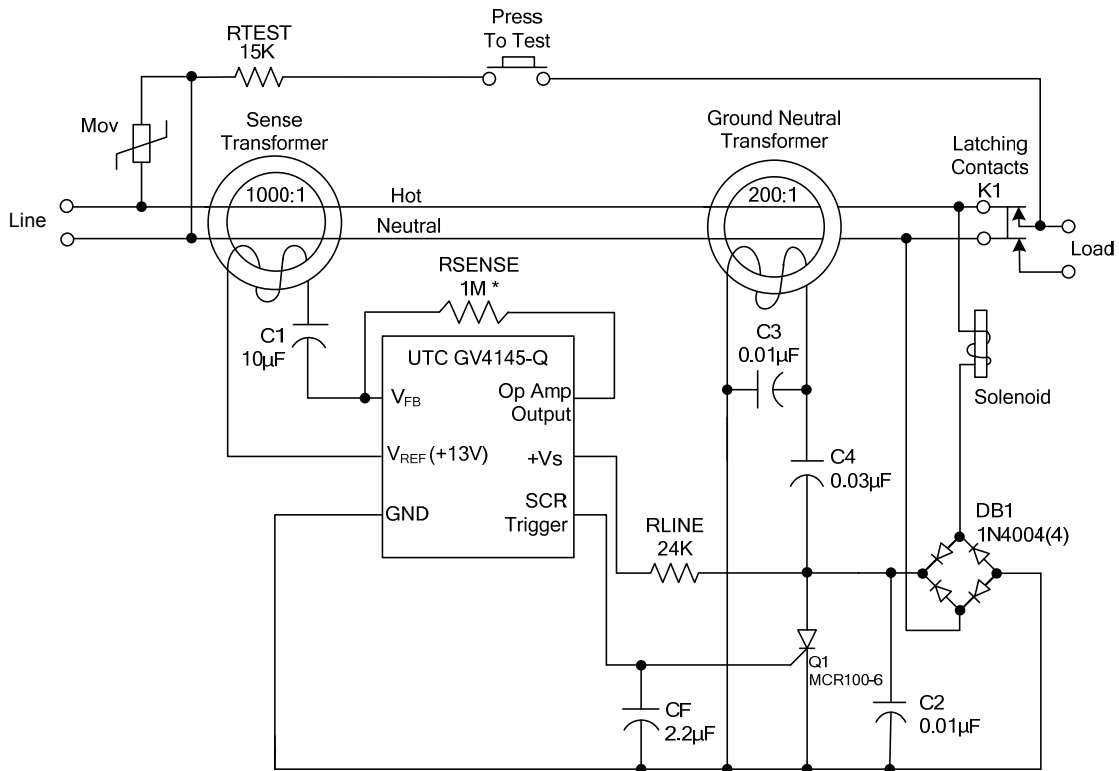 Press
To Test
RTEST
15K
Mov
Sense
Transformer
Ground Neutral
Transformer
Latching
Contacts
K1
1000:1
Hot
200:1
Line
Neutral
Load
RSENSE
1M *
C1
10µF
C3
0.01µF
UTC GV4145-Q
VFB
Op Amp
Output
Solenoid
VREF (+13V)
+Vs
C4
0.03µF
GND
SCR
Trigger
RLINE
24K
DB1
1N4004(4)
Q1
MCR100-6
CF
2.2µF
C2
0.01µF